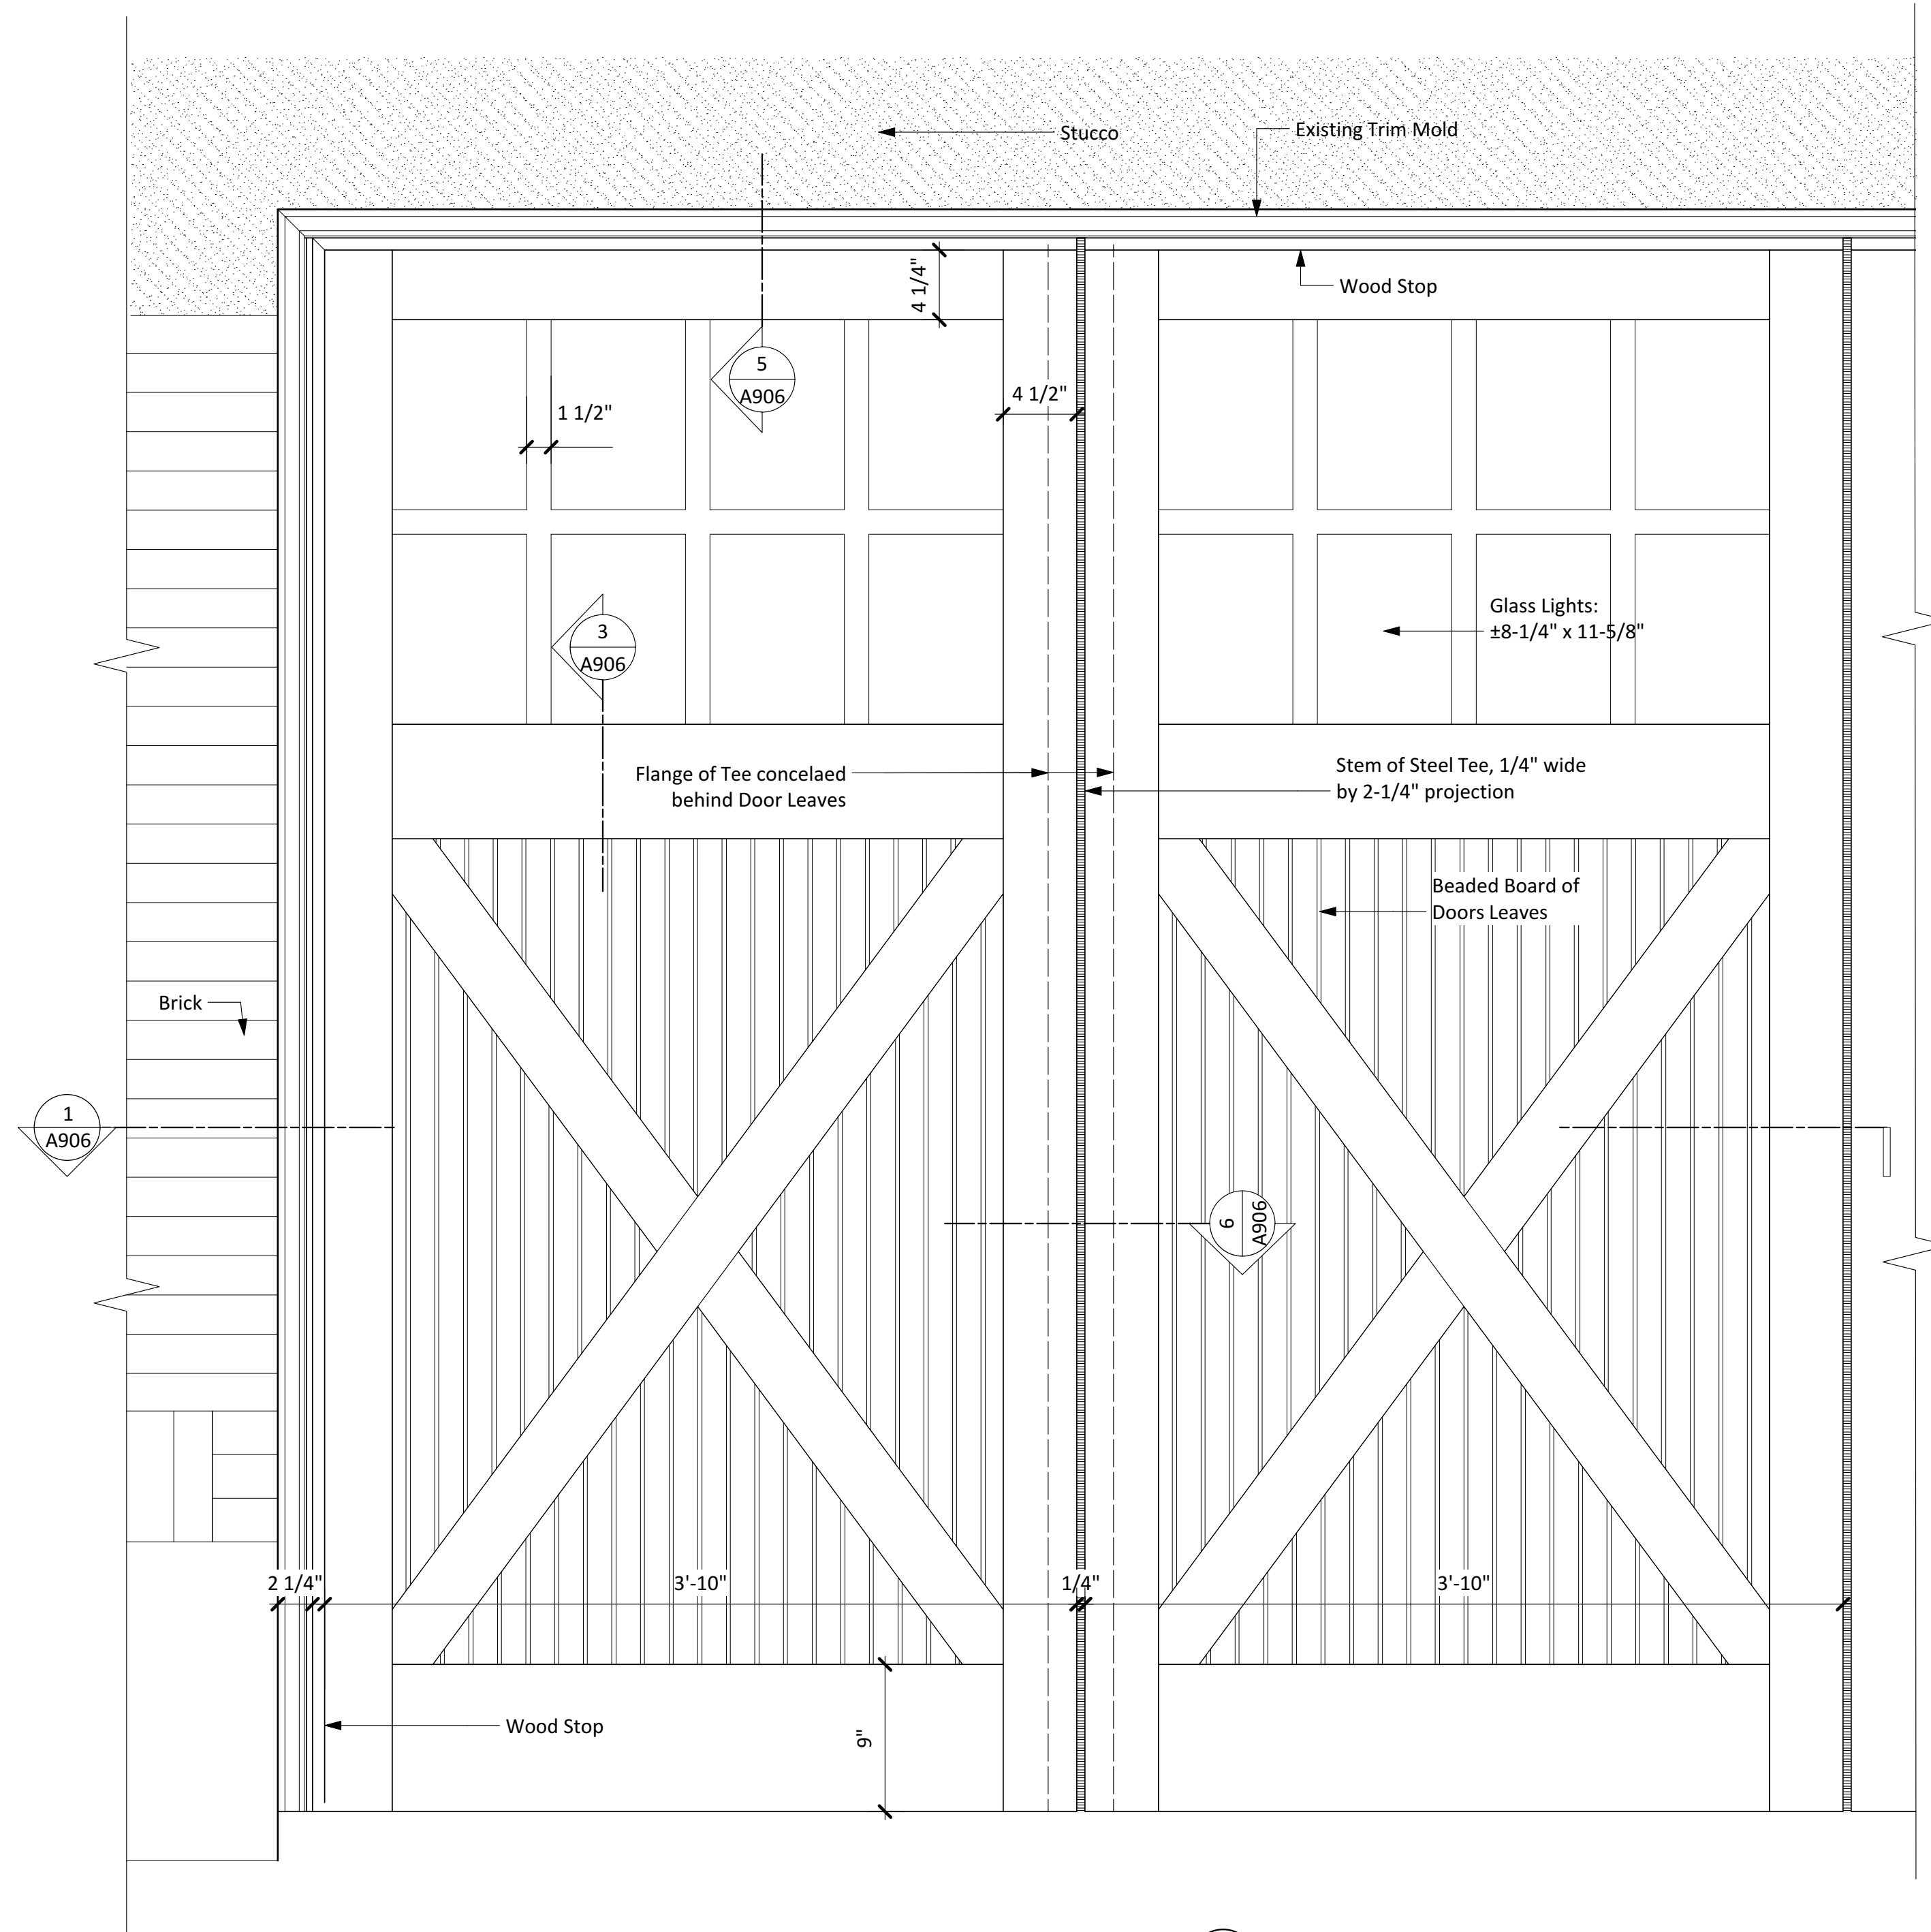 Stucco
Existing Trim Mold
4 1/4"
Wood Stop
5
A906
4 1/2"
1 1/2"
3
A906
Glass Lights:
±8-1/4" x 11-5/8"
Flange of Tee concelaed
behind Door Leaves
Stem of Steel Tee, 1/4" wide
by 2-1/4" projection
Beaded Board of
Doors Leaves
Brick
1
A906
6
A906
2 1/4"
3'-10"
1/4"
3'-10"
Wood Stop
9"